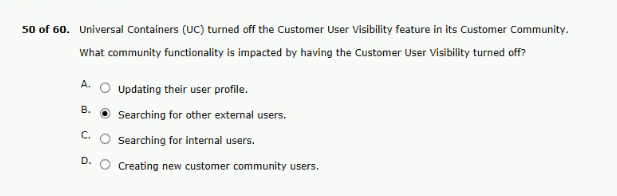 50 of 60. Universal Containers (UC) turned off the Customer User Visibility feature in its Customer Community.
What community functionality is impacted by having the Customer User Visibility turned off?
A. Updating their user profile.
B. Searching for other external users.
C. Searching for internal users.
D. Creating new customer community users.